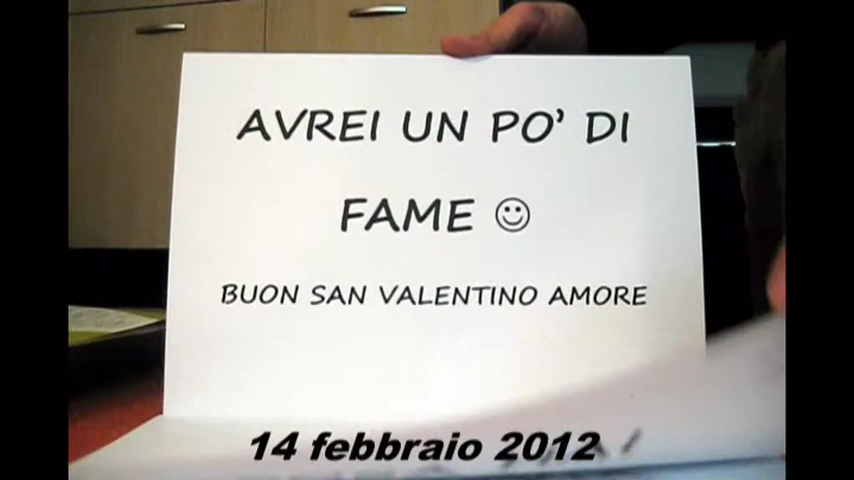 AVREI UN PO' DI
FAME ☺
BUON SAN VALENTINO AMORE
14 febbraio 2012